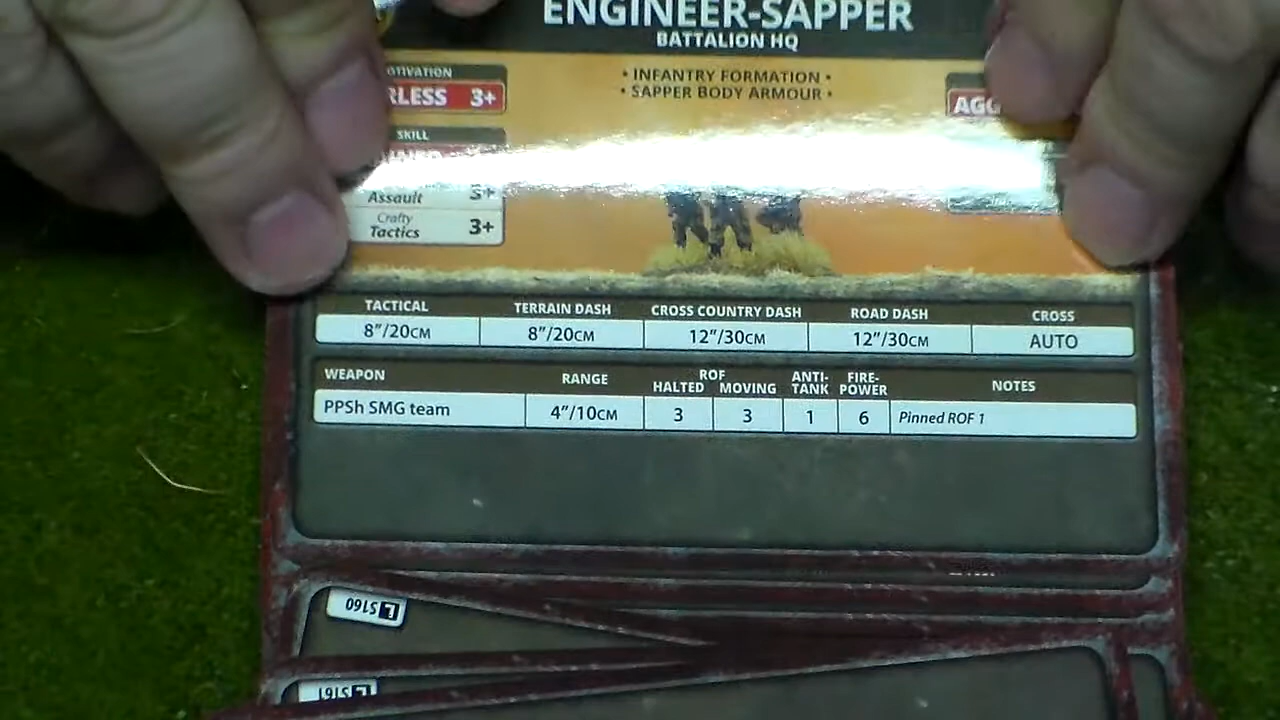 ENGINEER-SAPPER
BATTALION HQ
• INFANTRY FORMATION •
• SAPPER BODY ARMOUR •
3+
SKILL
Assault
Crafty
Tactics 3+
TACTICAL TERRAIN DASH CROSS COUNTRY DASH ROAD DASH CROSS
8”/20CM 8”/20CM 12”/30CM 12”/30CM AUTO
WEAPON RANGE ROF HALTED MOVING ANTI-TANK FIRE-POWER NOTES
PPSh SMG team 4”/10CM 3 3 1 6 Pinned ROF 1
L S160
L S161